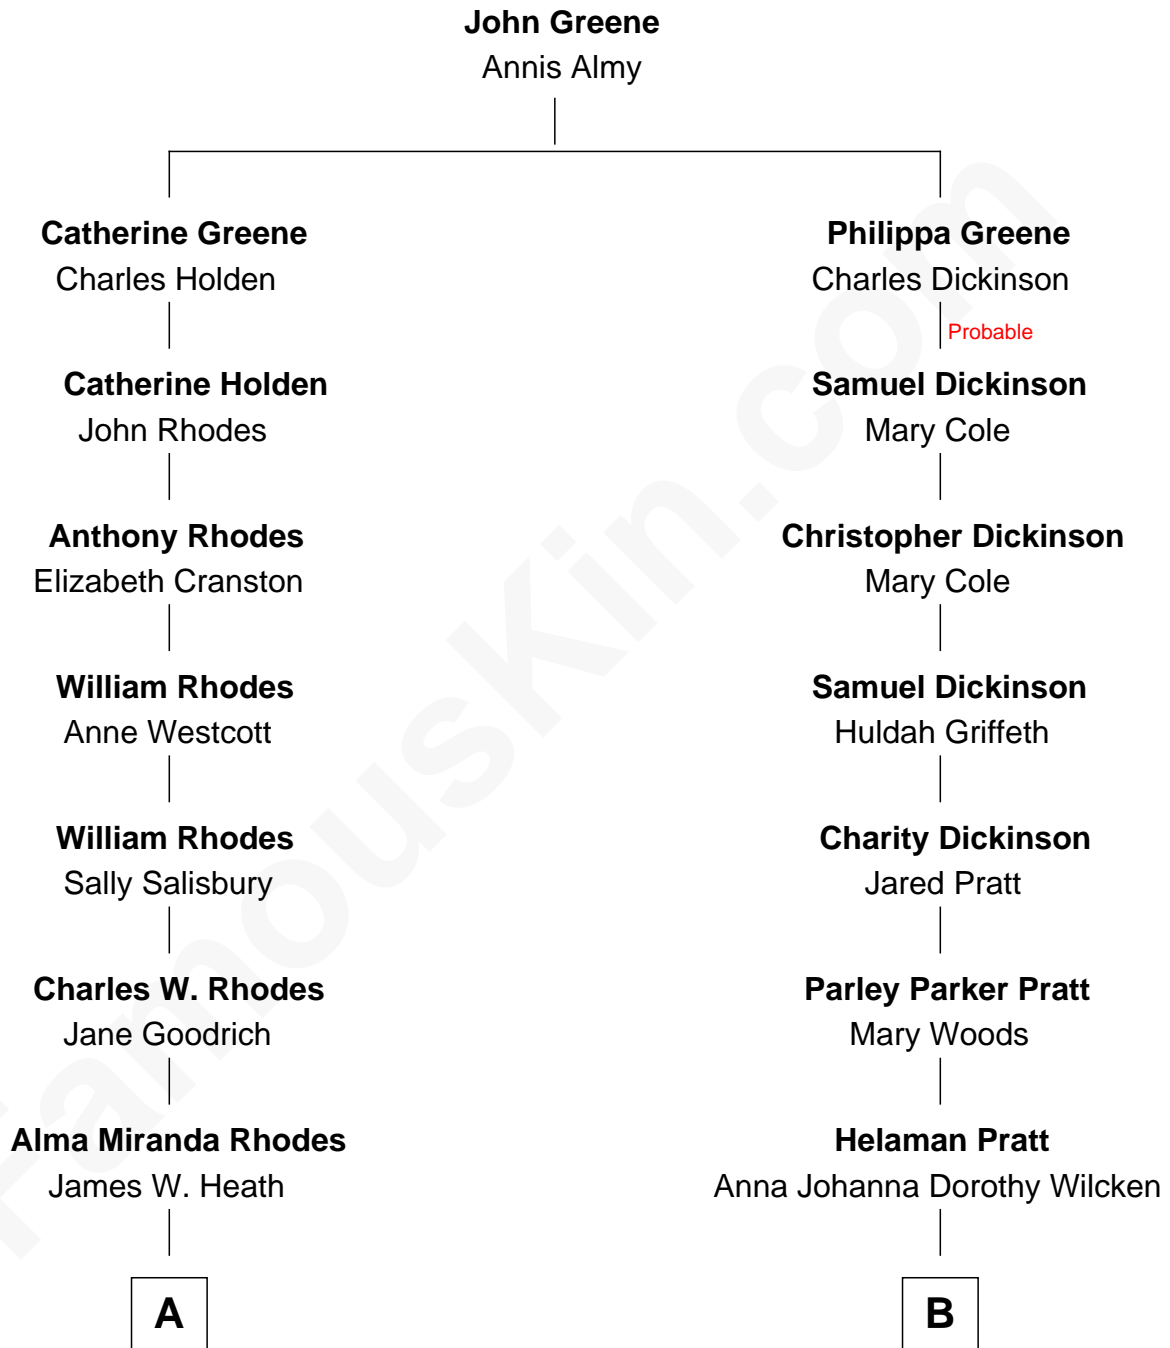 John Greene
Annis Almy
Catherine Greene
Charles Holden
Philippa Greene
Charles Dickinson
Probable
Catherine Holden
John Rhodes
Samuel Dickinson
Mary Cole
Anthony Rhodes
Elizabeth Cranston
Christopher Dickinson
Mary Cole
William Rhodes
Anne Westcott
Samuel Dickinson
Huldah Griffeth
William Rhodes
Sally Salisbury
Charity Dickinson
Jared Pratt
Charles W. Rhodes
Jane Goodrich
Parley Parker Pratt
Mary Woods
Alma Miranda Rhodes
James W. Heath
Helaman Pratt
Anna Johanna Dorothy Wilcken
A
B
FamousKin.com